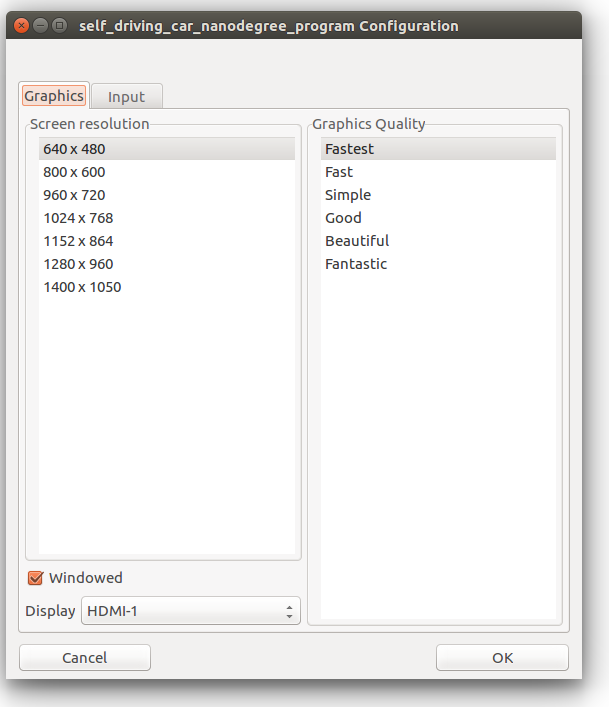 self_driving_car_nanodegree_program Configuration
Graphics Input
Screen resolution
640 x 480
800 x 600
960 x 720
1024 x 768
1152 x 864
1280 x 960
1400 x 1050
Graphics Quality
Fastest
Fast
Simple
Good
Beautiful
Fantastic
Windowed
Display HDMI-1
Cancel OK